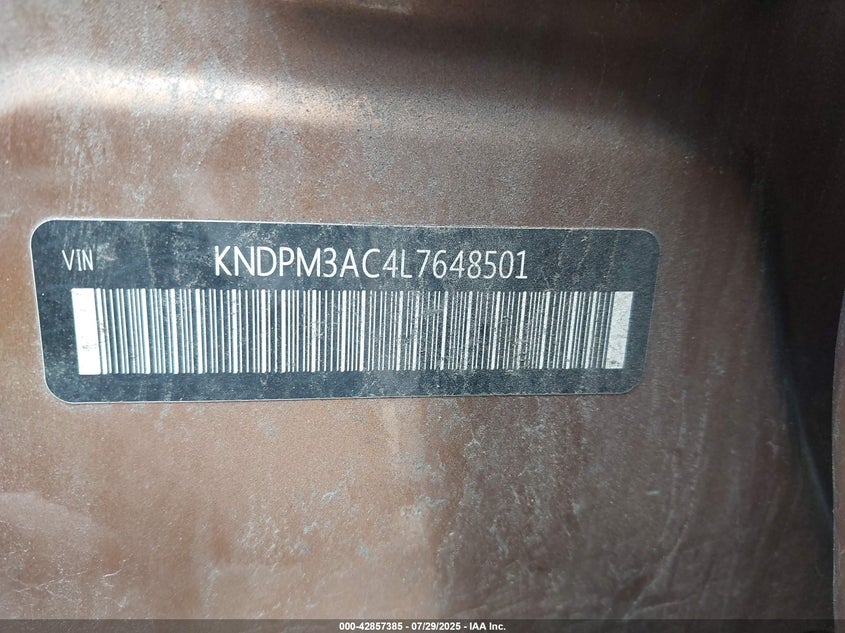 VIN KNDPM3AC4L7648501
000-42857385 | 07/29/2025 - IAA Inc.